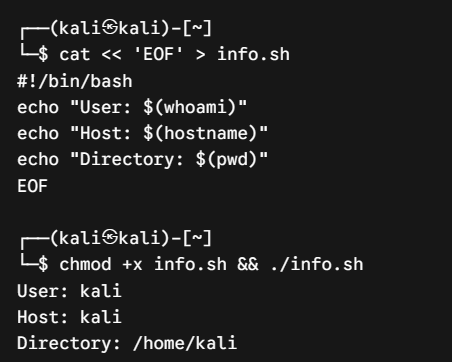 ┌──(kali㉿kali)-[~]
└─$ cat << 'EOF' > info.sh
#!/bin/bash
echo "User: $(whoami)"
echo "Host: $(hostname)"
echo "Directory: $(pwd)"
EOF

┌──(kali㉿kali)-[~]
└─$ chmod +x info.sh && ./info.sh
User: kali
Host: kali
Directory: /home/kali